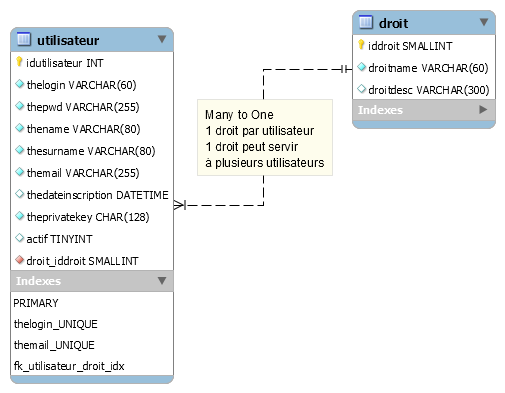 utilisateur
idutilisateur INT
thelogin VARCHAR(60)
thepwd VARCHAR(255)
thename VARCHAR(80)
thesurname VARCHAR(80)
themail VARCHAR(255)
thedateinscription DATETIME
theprivatekey CHAR(128)
actif TINYINT
droit_iddroit SMALLINT
Indexes
PRIMARY
thelogin_UNIQUE
themail_UNIQUE
fk_utilisateur_droit_idx
Many to One
1 droit par utilisateur
1 droit peut servir
à plusieurs utilisateurs
droit
iddroit SMALLINT
droitname VARCHAR(60)
droitdesc VARCHAR(300)
Indexes